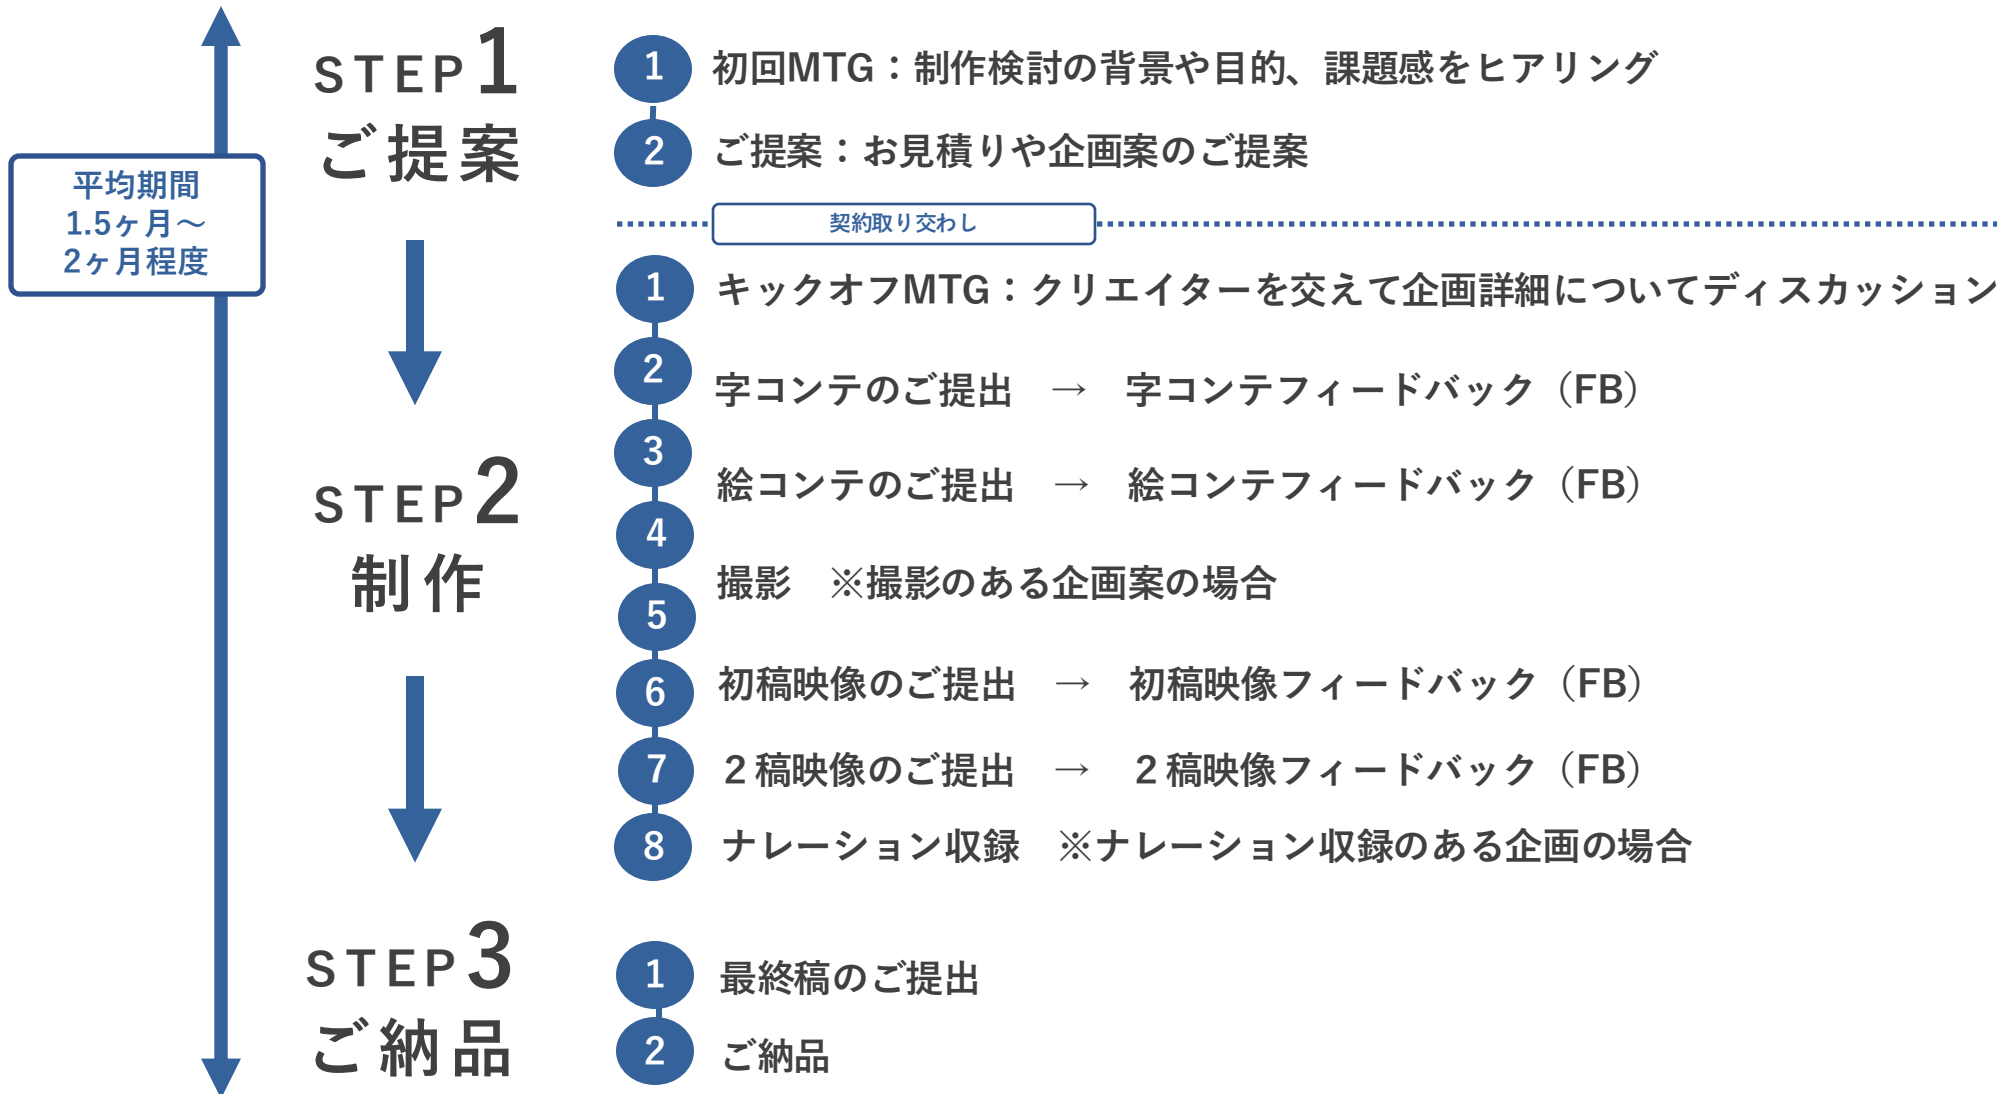 平均期間
1.5ヶ月～
2ヶ月程度
STEP1
ご提案
1 初回MTG：制作検討の背景や目的、課題感をヒアリング
2 ご提案：お見積りや企画案のご提案
契約取り交わし
STEP2
制作
1 キックオフMTG：クリエイターを交えて企画詳細についてディスカッション
2 字コンテのご提出　→　字コンテフィードバック（FB）
3
絵コンテのご提出　→　絵コンテフィードバック（FB）
4
撮影　※撮影のある企画案の場合
5
6 初稿映像のご提出　→　初稿映像フィードバック（FB）
7 2稿映像のご提出　→　2稿映像フィードバック（FB）
8 ナレーション収録　※ナレーション収録のある企画の場合
STEP3
ご納品
1 最終稿のご提出
2 ご納品